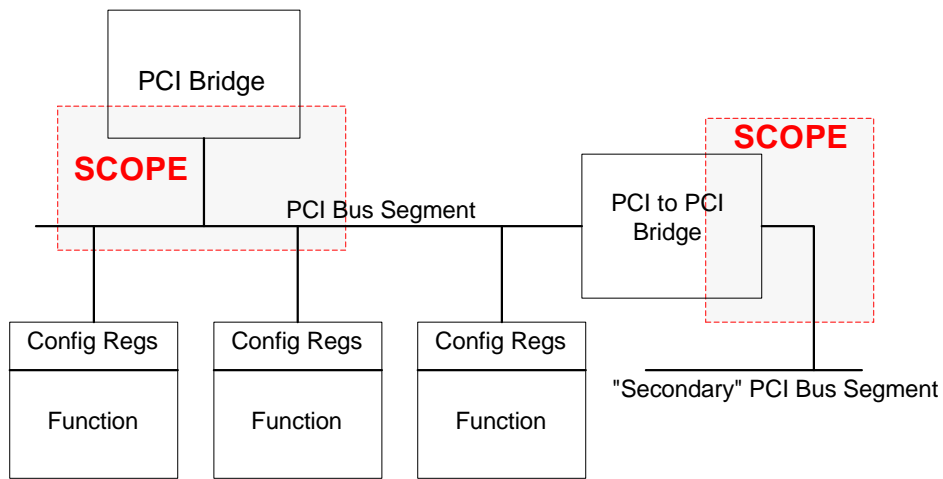 PCI Bridge
SCOPE
SCOPE
PCI Bus Segment
PCI to PCI
Bridge
Config Regs
Config Regs
Config Regs
"Secondary" PCI Bus Segment
Function
Function
Function